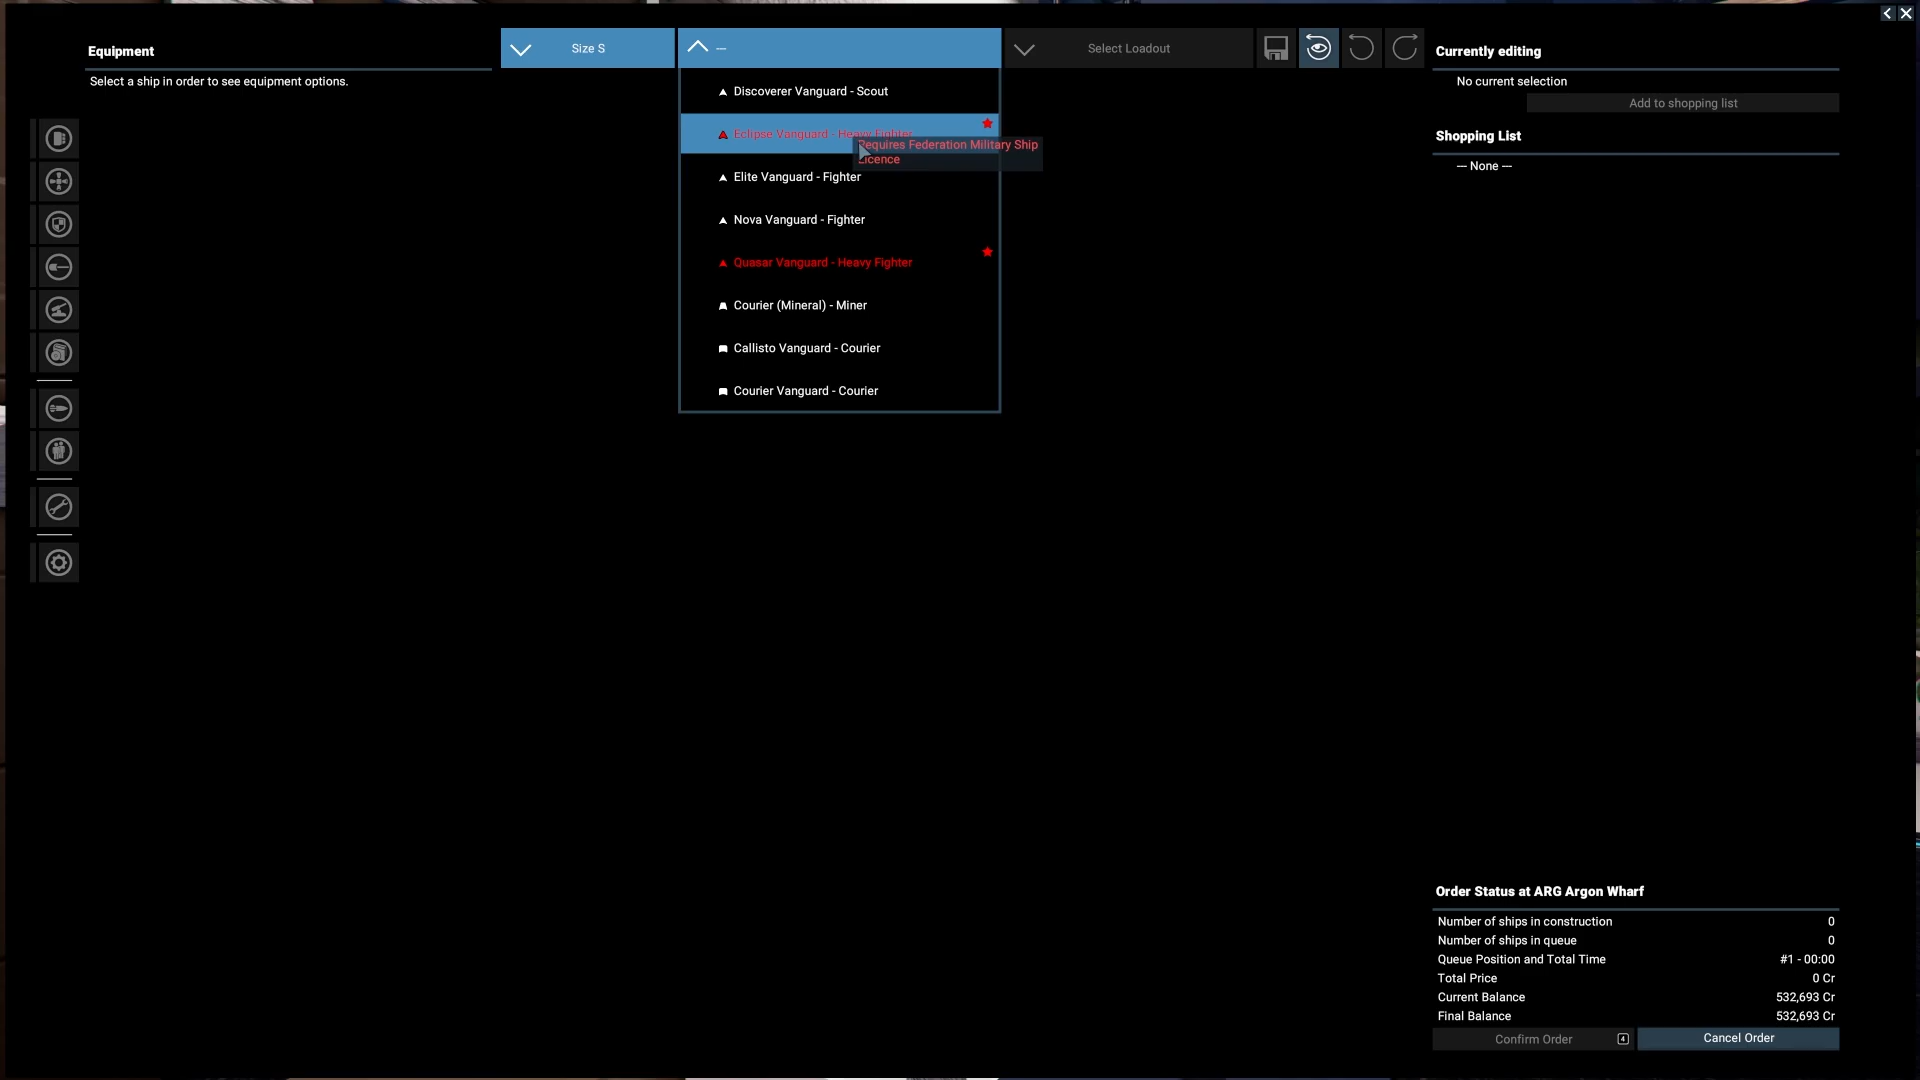 Equipment
Select a ship in order to see equipment options.
Size S
—
Select Loadout
Discoverer Vanguard - Scout
Eclipse Vanguard - Heavy Fighter
Requires Federation Military Ship
Licence
Elite Vanguard - Fighter
Nova Vanguard - Fighter
Quasar Vanguard - Heavy Fighter
Courier (Mineral) - Miner
Callisto Vanguard - Courier
Courier Vanguard - Courier
Currently editing
No current selection
Add to shopping list
Shopping List
— None —
Order Status at ARG Argon Wharf
Number of ships in construction 0
Number of ships in queue 0
Queue Position and Total Time #1 - 00:00
Total Price 0 Cr
Current Balance 532,693 Cr
Final Balance 532,693 Cr
Confirm Order 4
Cancel Order